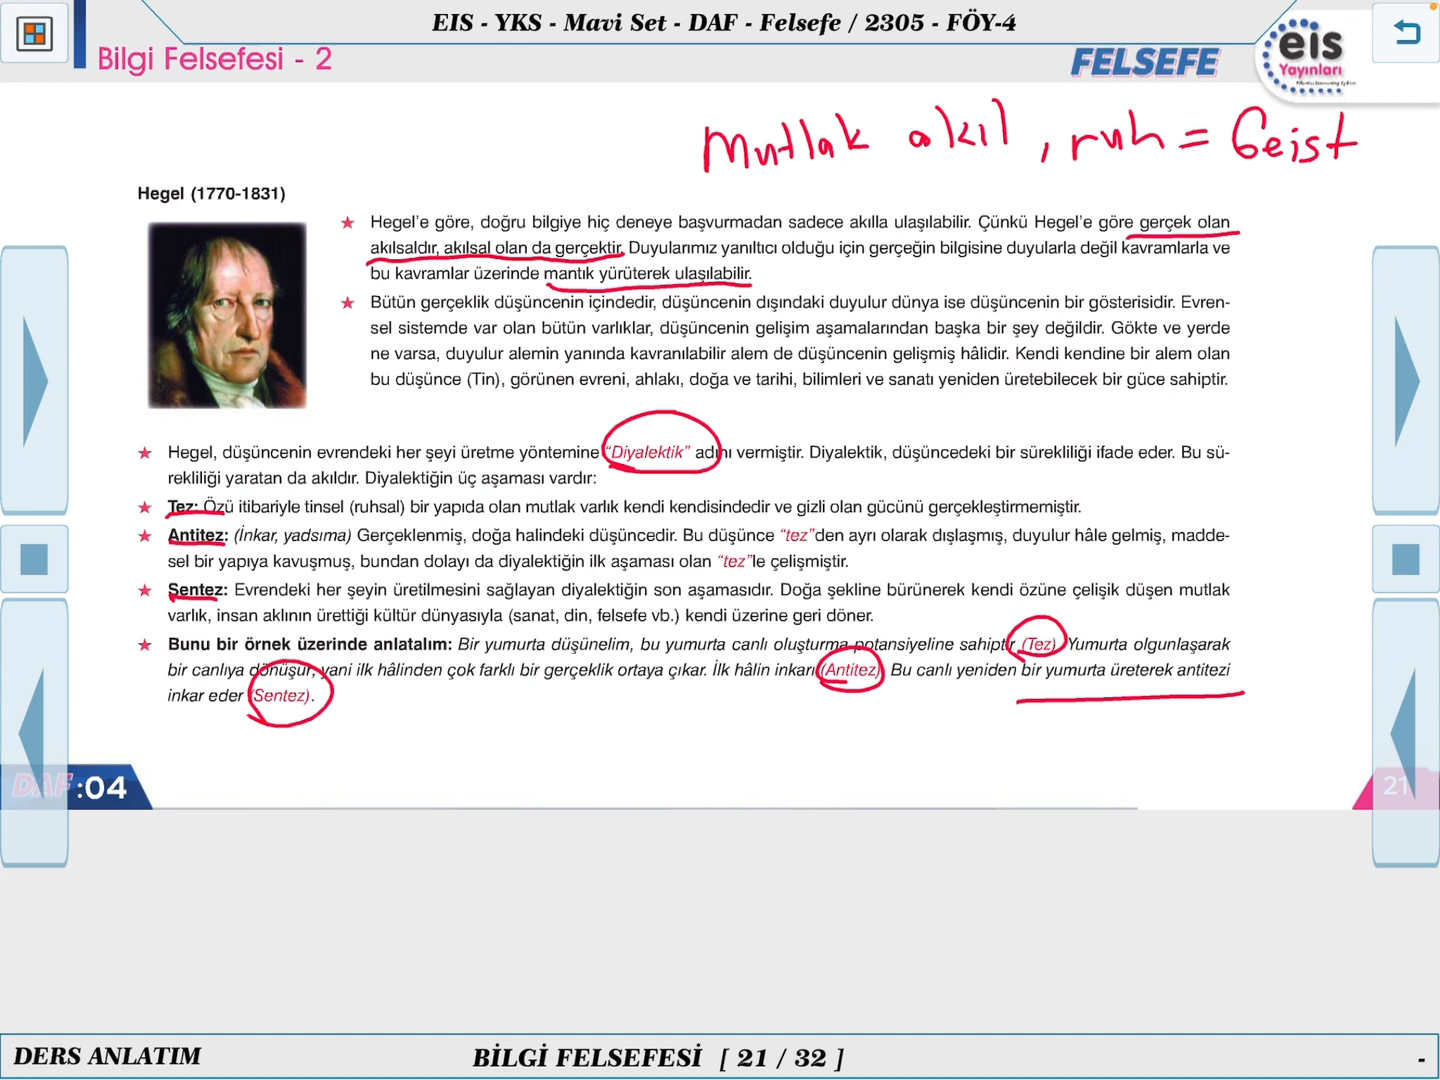 EIS - YKS - Mavi Set - DAF - Felsefe / 2305 - FÖY-4
Bilgi Felsefesi - 2
FELSEFE
eis
Yayınları
Mutlak akıl, ruh = Geist
Hegel (1770-1831)
★ Hegel'e göre, doğru bilgiye hiç deneye başvurmadan sadece akılla ulaşılabilir. Çünkü Hegel'e göre gerçek olan
akılsaldır, akılsal olan da gerçektir. Duyularımız yanıltıcı olduğu için gerçeğin bilgisine duyularla değil kavramlarla ve
bu kavramlar üzerinde mantık yürüterek ulaşılabilir.
★ Bütün gerçeklik düşüncenin içindedir, düşüncenin dışındaki duyulur dünya ise düşüncenin bir gösterisidir. Evren-
sel sistemde var olan bütün varlıklar, düşüncenin gelişim aşamalarından başka bir şey değildir. Gökte ve yerde
ne varsa, duyulur alemin yanında kavranılabilir alem de düşüncenin gelişmiş hâlidir. Kendi kendine bir alem olan
bu düşünce (Tin), görünen evreni, ahlakı, doğa ve tarihi, bilimleri ve sanatı yeniden üretebilecek bir güce sahiptir.
★ Hegel, düşüncenin evrendeki her şeyi üretme yöntemine “Diyalektik” adını vermiştir. Diyalektik, düşüncedeki bir sürekliliği ifade eder. Bu sü-
rekliliği yaratan da akıldır. Diyalektiğin üç aşaması vardır:
★ Tez: Özü itibariyle tinsel (ruhsal) bir yapıda olan mutlak varlık kendi kendisindedir ve gizli olan gücünü gerçekleştirmemiştir.
★ Antitez: (İnkar, yadsıma) Gerçeklenmiş, doğa halindeki düşüncedir. Bu düşünce “tez”den ayrı olarak dışlaşmış, duyulur hâle gelmiş, madde-
sel bir yapıya kavuşmuş, bundan dolayı da diyalektiğin ilk aşaması olan “tez”le çelişmiştir.
★ Sentez: Evrendeki her şeyin üretilmesini sağlayan diyalektiğin son aşamasıdır. Doğa şekline bürünerek kendi özüne çelişik düşen mutlak
varlık, insan aklının ürettiği kültür dünyasıyla (sanat, din, felsefe vb.) kendi üzerine geri döner.
★ Bunu bir örnek üzerinde anlatalım: Bir yumurta düşünelim, bu yumurta canlı oluşturma potansiyeline sahiptir (Tez). Yumurta olgunlaşarak
bir canlıya dönüşür, yani ilk hâlinden çok farklı bir gerçeklik ortaya çıkar. İlk hâlin inkarı (Antitez). Bu canlı yeniden bir yumurta üreterek antitezi
inkar eder (Sentez).
DAF:04
21
DERS ANLATIM
BİLGİ FELSEFESİ [ 21 / 32 ]
-